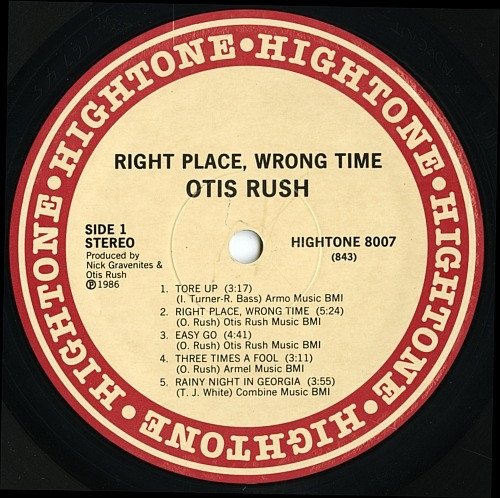 HIGHTONE • HIGHTONE • HIGHTONE • HIGHTONE • HIGHTONE • HIGHTONE •
RIGHT PLACE, WRONG TIME
OTIS RUSH
SIDE 1
STEREO
Produced by
Nick Gravenites &
Otis Rush
℗1986
HIGHTONE 8007
(843)
1. TORE UP (3:17)
(I. Turner-R. Bass) Armo Music BMI
2. RIGHT PLACE, WRONG TIME (5:24)
(O. Rush) Otis Rush Music BMI
3. EASY GO (4:41)
(O. Rush) Otis Rush Music BMI
4. THREE TIMES A FOOL (3:11)
(O. Rush) Armel Music BMI
5. RAINY NIGHT IN GEORGIA (3:55)
(T. J. White) Combine Music BMI